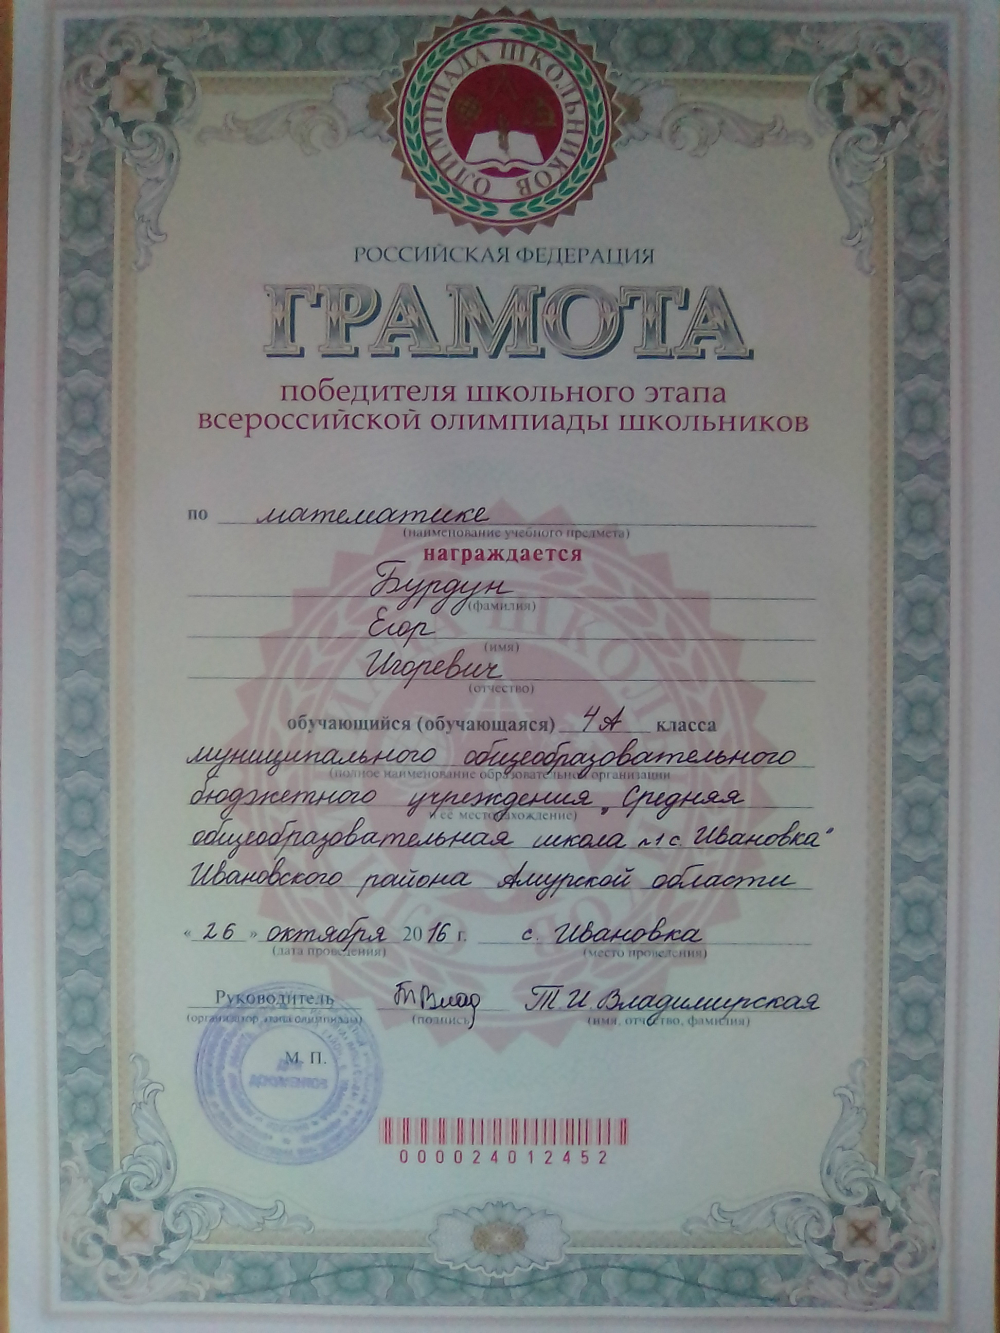 ОЛИМПИАДА ШКОЛЬНИКОВ
РОССИЙСКАЯ ФЕДЕРАЦИЯ
ГРАМОТА
победителя школьного этапа
всероссийской олимпиады школьников
по математике
(наименование учебного предмета)
награждается
Бурдун
(фамилия)
Егор
(имя)
Игоревич
(отчество)
обучающийся (обучающаяся) 4А класса
муниципального общеобразовательного
(полное наименование образовательной организации
бюджетного учреждения „Средняя
и ее местонахождение)
общеобразовательная школа №1 с. Ивановка"
Ивановского района Амурской области
«26» октября 2016 г. с. Ивановка
(дата проведения) (место проведения)
Руководитель ТИВлад Т.И. Владимирская
(организатор этапа олимпиады) (подпись) (имя, отчество, фамилия)
М. П.
000024012452